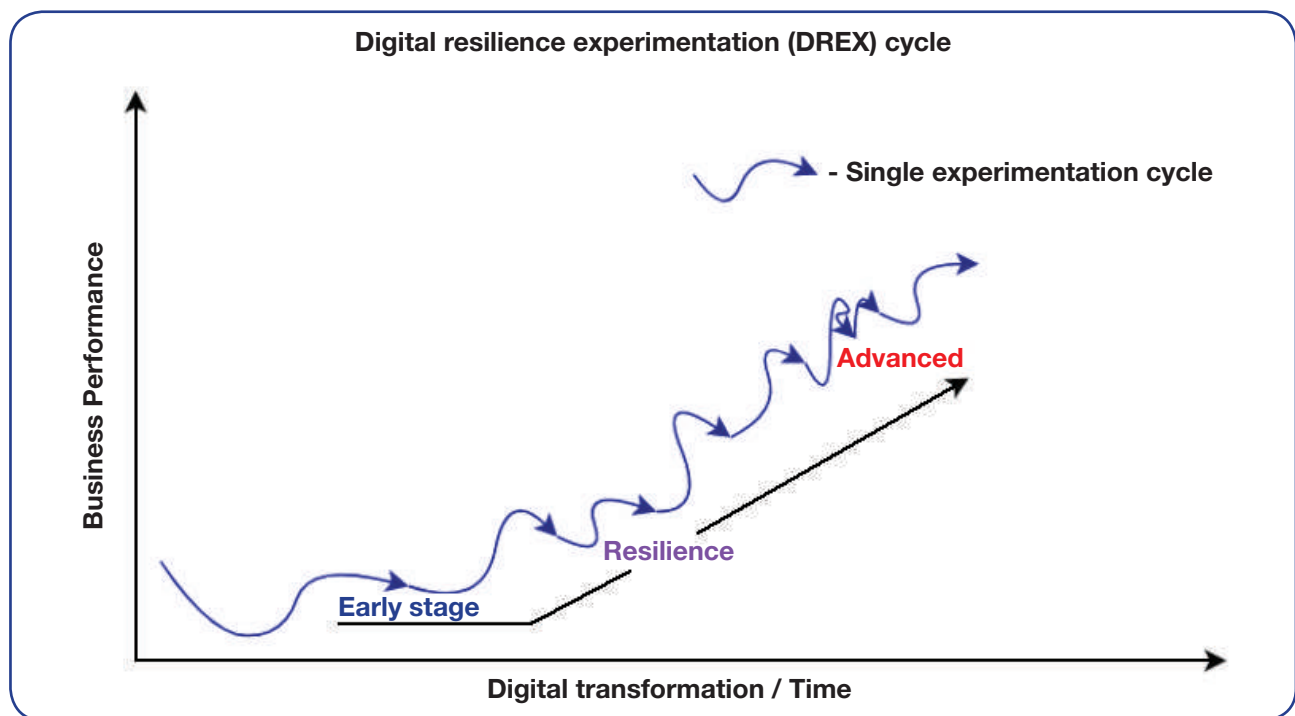 Digital resilience experimentation (DREX) cycle
- Single experimentation cycle
Business Performance
Advanced
Resilience
Early stage
Digital transformation / Time